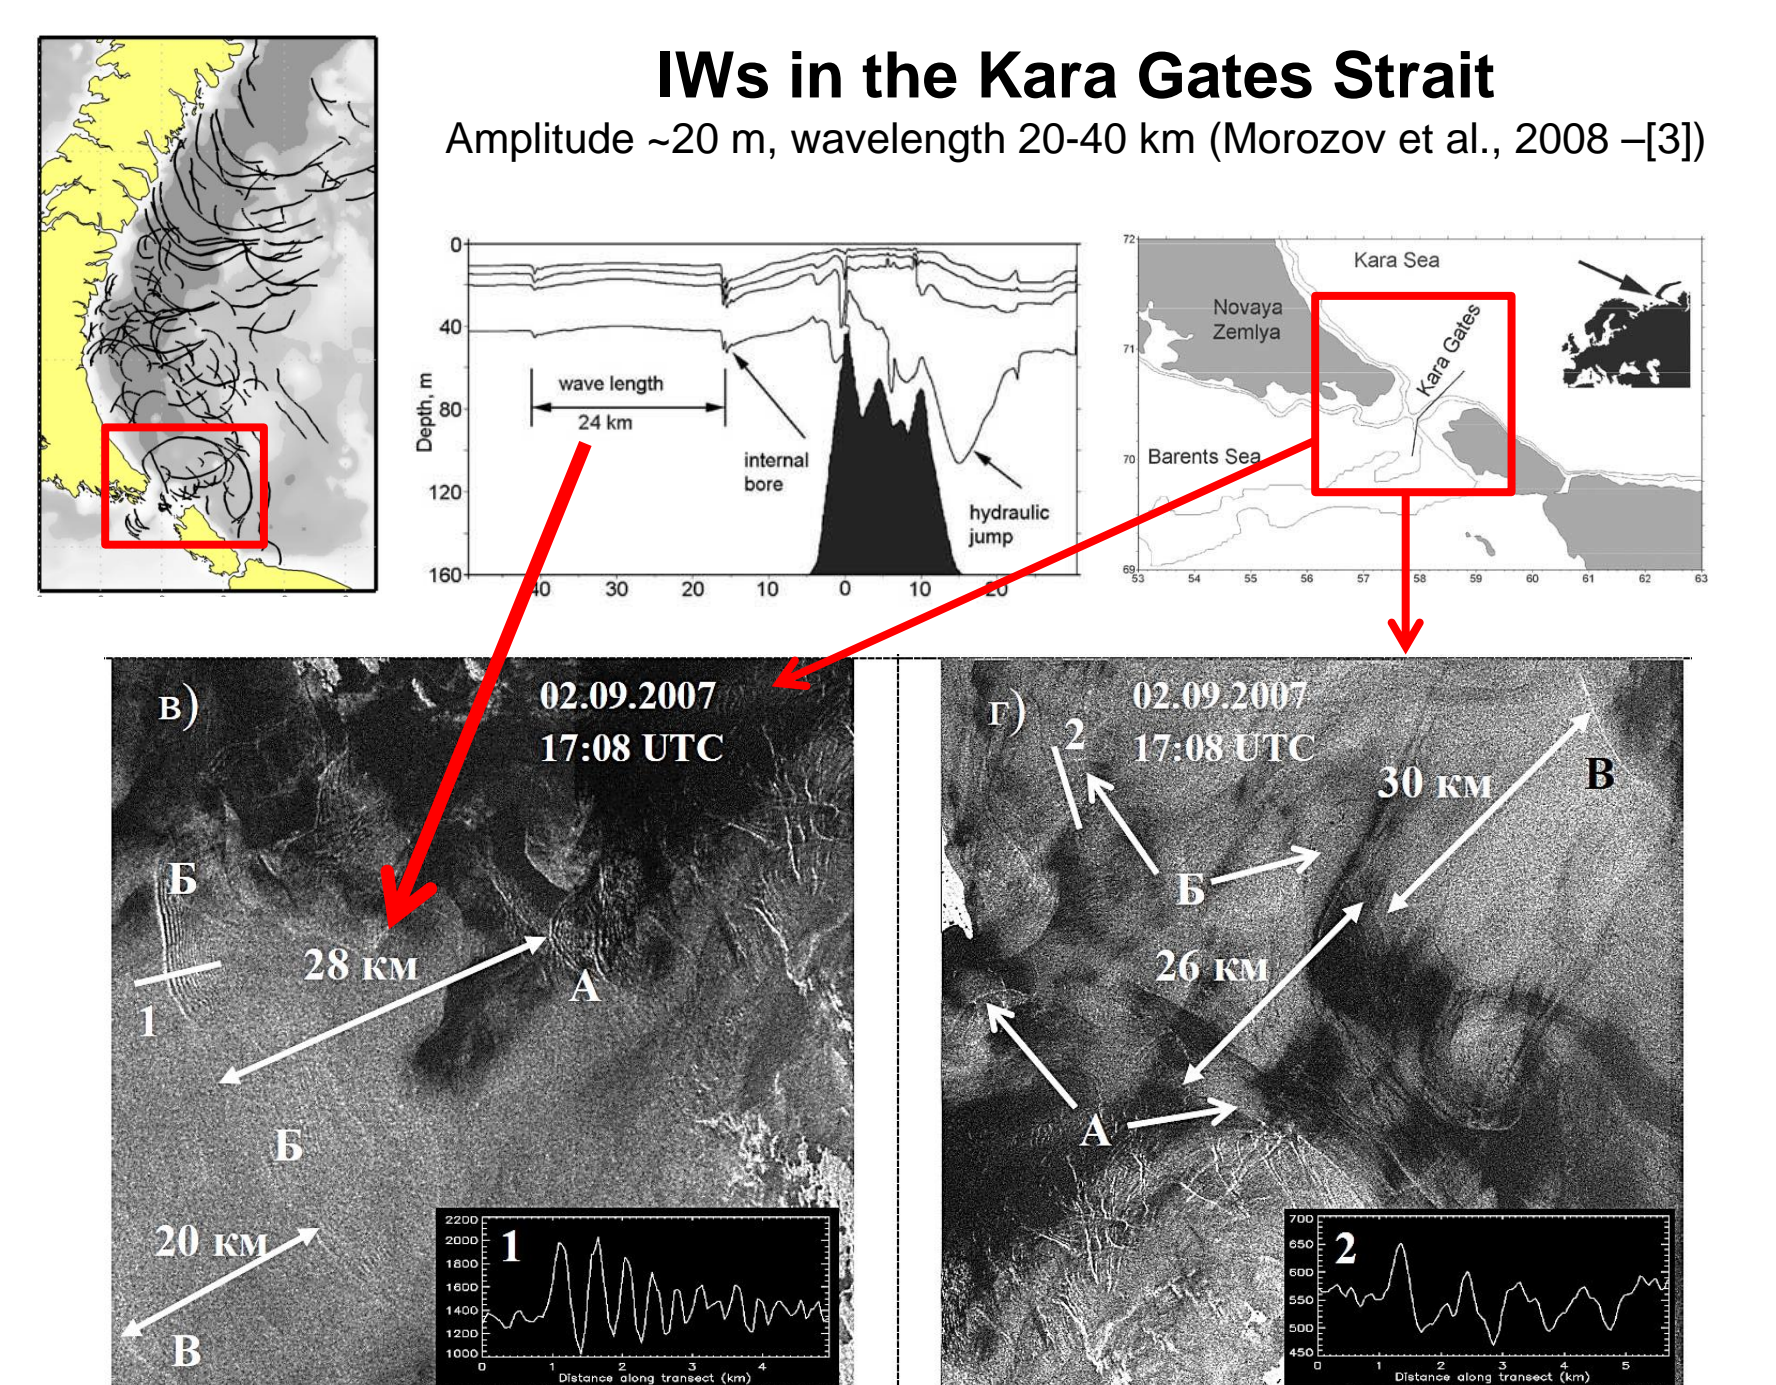 IWs in the Kara Gates Strait
Amplitude ~20 m, wavelength 20-40 km (Morozov et al., 2008 –[3])
0
40
80
120
160
Depth, m
wave length
24 km
internal
bore
hydraulic
jump
40
30
20
10
0
10
20
72
71
70
69
Kara Sea
Novaya
Zemlya
Kara Gates
Barents Sea
53
54
55
56
57
58
59
60
61
62
63
в)
02.09.2007
17:08 UTC
Б
28 км
А
1
Б
20 км
В
1
2200
2000
1800
1600
1400
1200
1000
0
1
2
3
4
Distance along transect (km)
г)
02.09.2007
17:08 UTC
2
30 км
В
Б
26 км
А
2
700
650
600
550
500
450
0
1
2
3
4
5
Distance along transect (km)